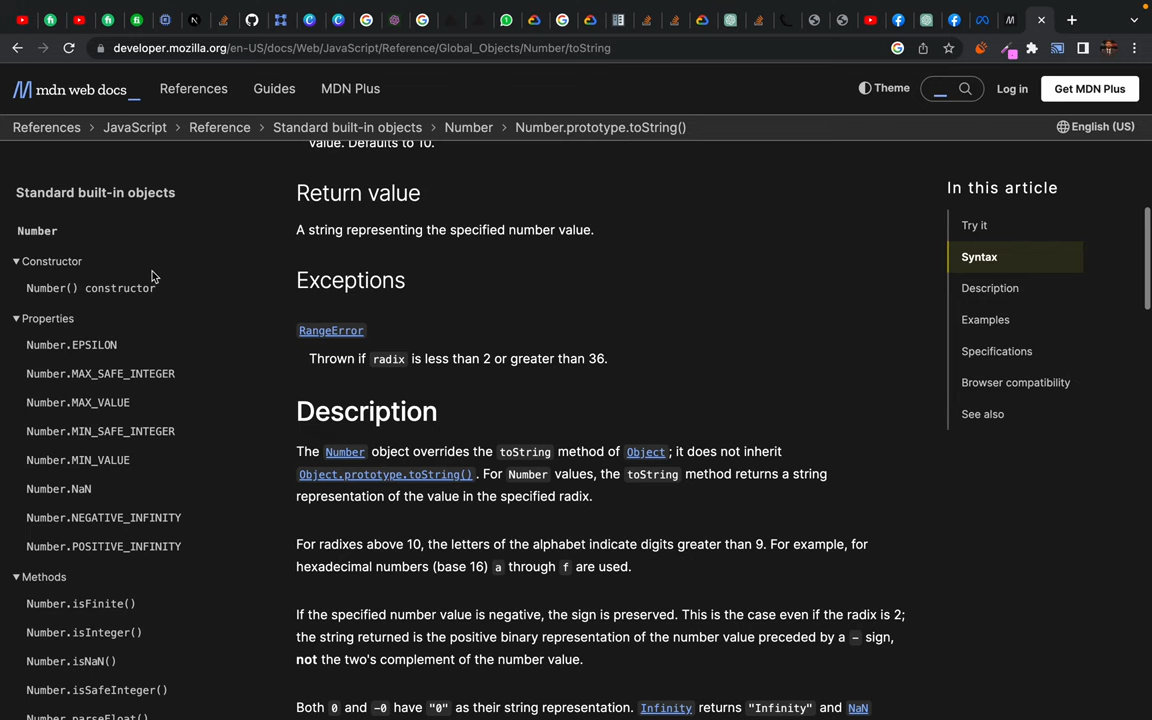 developer.mozilla.org/en-US/docs/Web/JavaScript/Reference/Global_Objects/Number/toString
mdn web docs_
References
Guides
MDN Plus
Theme
Log in
Get MDN Plus
References > JavaScript > Reference > Standard built-in objects > Number > Number.prototype.toString()
English (US)
Standard built-in objects
Number
Constructor
Number() constructor
Properties
Number.EPSILON
Number.MAX_SAFE_INTEGER
Number.MAX_VALUE
Number.MIN_SAFE_INTEGER
Number.MIN_VALUE
Number.NaN
Number.NEGATIVE_INFINITY
Number.POSITIVE_INFINITY
Methods
Number.isFinite()
Number.isInteger()
Number.isNaN()
Number.isSafeInteger()
Number.parseFloat()
value. Defaults to 10.
Return value
A string representing the specified number value.
Exceptions
RangeError
Thrown if radix is less than 2 or greater than 36.
Description
The Number object overrides the toString method of Object; it does not inherit
Object.prototype.toString(). For Number values, the toString method returns a string
representation of the value in the specified radix.
For radixes above 10, the letters of the alphabet indicate digits greater than 9. For example, for
hexadecimal numbers (base 16) a through f are used.
If the specified number value is negative, the sign is preserved. This is the case even if the radix is 2;
the string returned is the positive binary representation of the number value preceded by a - sign,
not the two's complement of the number value.
Both 0 and -0 have "0" as their string representation. Infinity returns "Infinity" and NaN
In this article
Try it
Syntax
Description
Examples
Specifications
Browser compatibility
See also